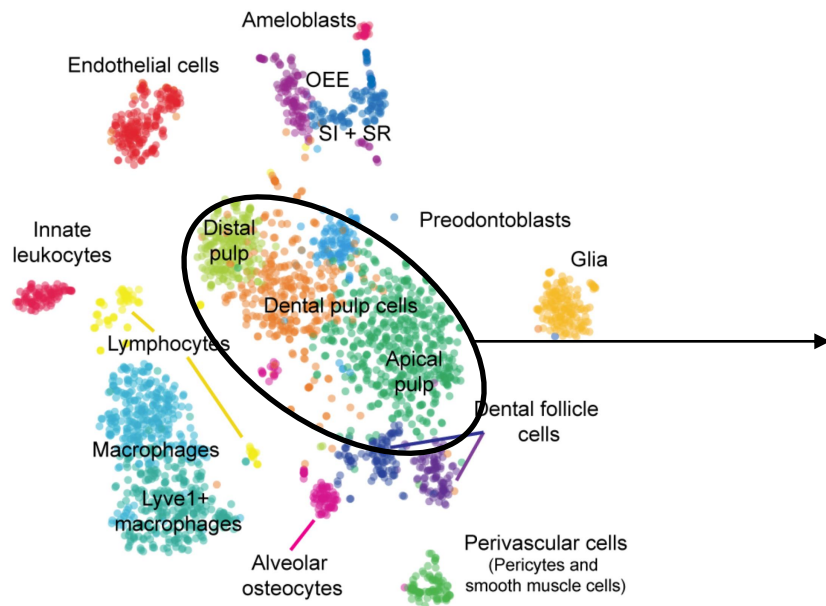 Ameloblasts
Endothelial cells
OEE
SI + SR
Innate
leukocytes
Distal
pulp
Preodontoblasts
Glia
Dental pulp cells
Lymphocytes
Apical
pulp
Dental follicle
cells
Macrophages
Lyve1+
macrophages
Alveolar
osteocytes
Perivascular cells
(Pericytes and
smooth muscle cells)